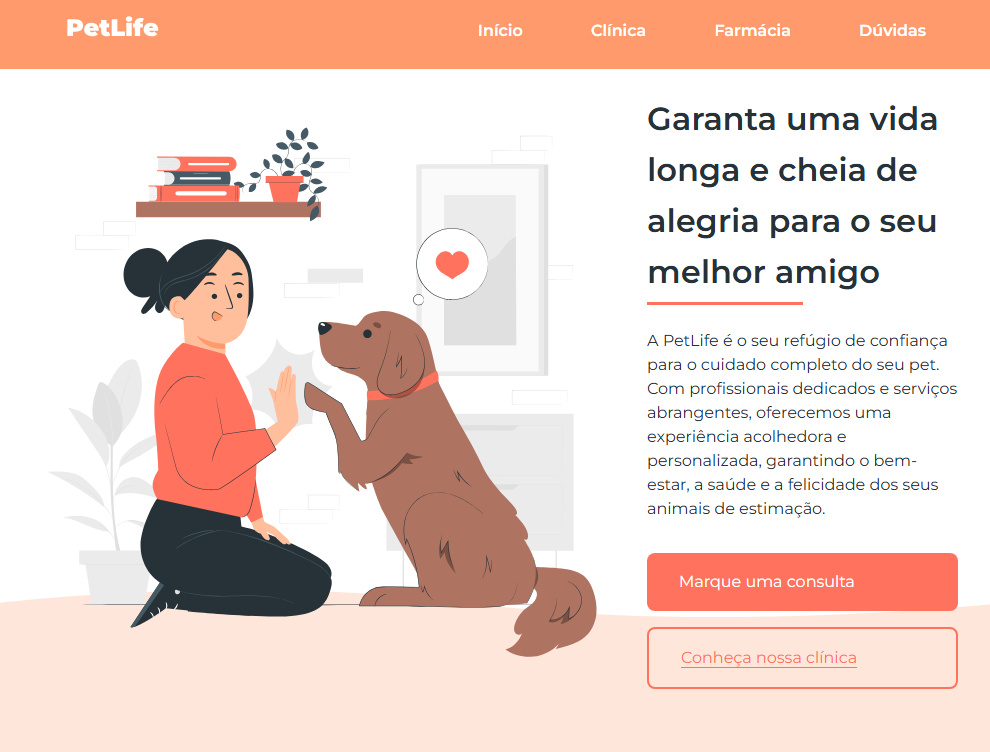 PetLife
Início
Clínica
Farmácia
Dúvidas
Garanta uma vida
longa e cheia de
alegria para o seu
melhor amigo
A PetLife é o seu refúgio de confiança
para o cuidado completo do seu pet.
Com profissionais dedicados e serviços
abrangentes, oferecemos uma
experiência acolhedora e
personalizada, garantindo o bem-
estar, a saúde e a felicidade dos seus
animais de estimação.
Marque uma consulta
Conheça nossa clínica